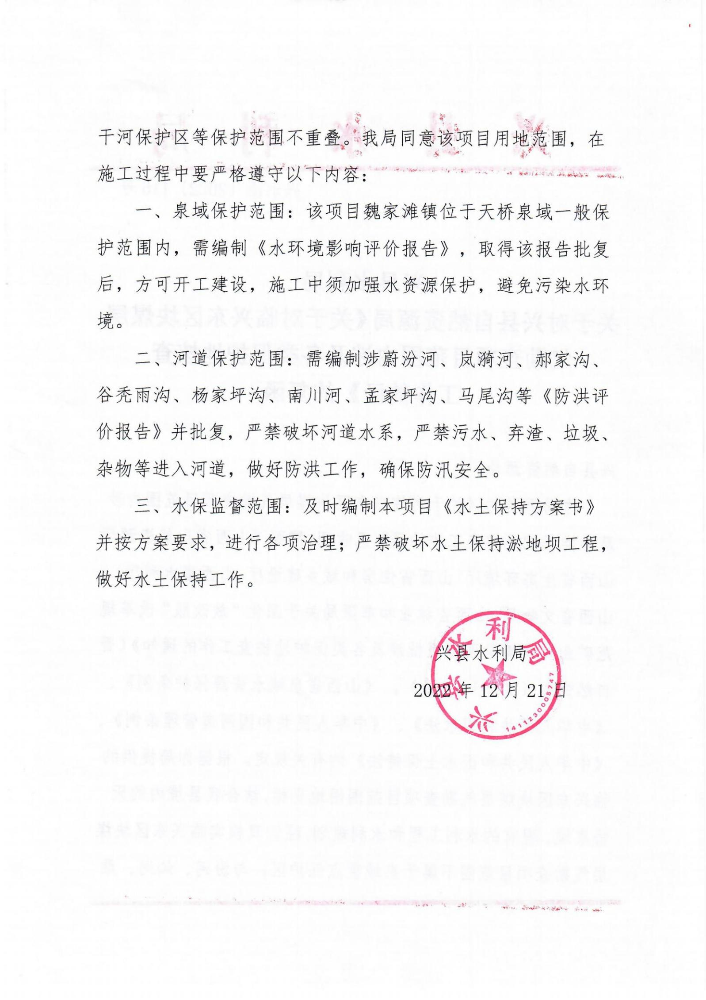 干河保护区等保护范围不重叠。我局同意该项目用地范围，在
施工过程中要严格遵守以下内容：
一、泉域保护范围：该项目魏家滩镇位于天桥泉域一般保
护范围内，需编制《水环境影响评价报告》，取得该报告批复
后，方可开工建设，施工中须加强水资源保护，避免污染水环
境。
二、河道保护范围：需编制涉蔚汾河、岚漪河、郝家沟、
谷秃雨沟、杨家坪沟、南川河、孟家坪沟、马尾沟等《防洪评
价报告》并批复，严禁破坏河道水系，严禁污水、弃渣、垃圾、
杂物等进入河道，做好防洪工作，确保防汛安全。
三、水保监督范围：及时编制本项目《水土保持方案书》
并按方案要求，进行各项治理；严禁破坏水土保持淤地坝工程，
做好水土保持工作。
兴县水利局
2022年12月21日
兴县水利局
1411230005747